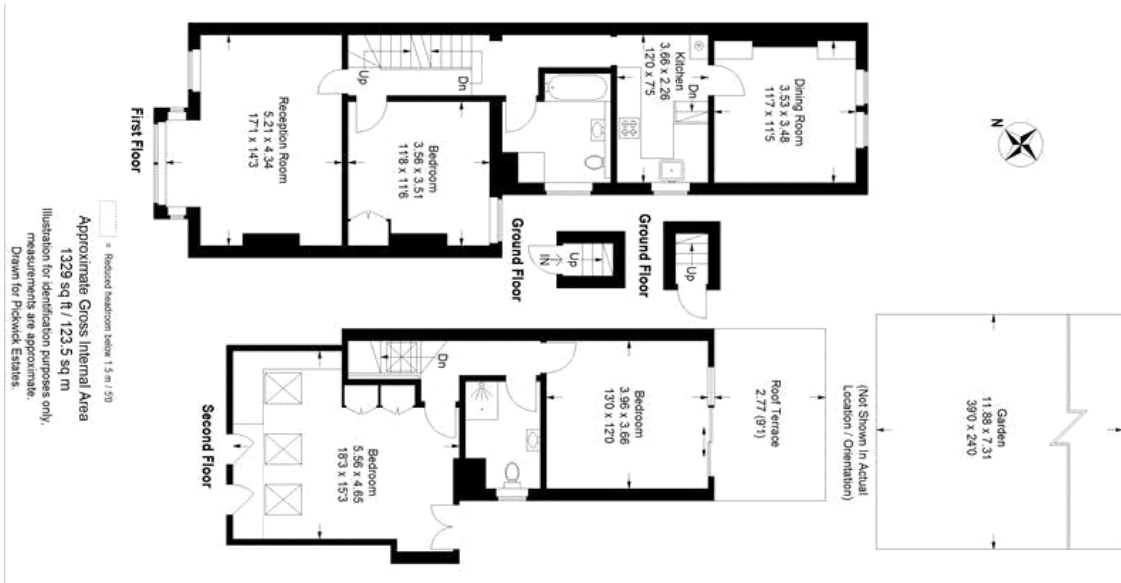 Dining Room
3.53 x 3.48
11'7 x 11'5
Kitchen
3.66 x 2.26
12'0 x 7'5
Dn
Dn
Up
Reception Room
5.21 x 4.34
17'1 x 14'3
Bedroom
3.56 x 3.51
11'8 x 11'6
First Floor
N
Ground Floor
Up
IN
Ground Floor
Up
Garden
11.88 x 7.31
39'0 x 24'0
(Not Shown In Actual
Location / Orientation)
Roof Terrace
2.77 (9'1)
Bedroom
3.96 x 3.66
13'0 x 12'0
Dn
Bedroom
5.56 x 4.65
18'3 x 15'3
Second Floor
= Reduced headroom below 1.5 m / 5'0
Approximate Gross Internal Area
1329 sq ft / 123.5 sq m
Illustration for identification purposes only,
measurements are approximate.
Drawn for Pickwick Estates.